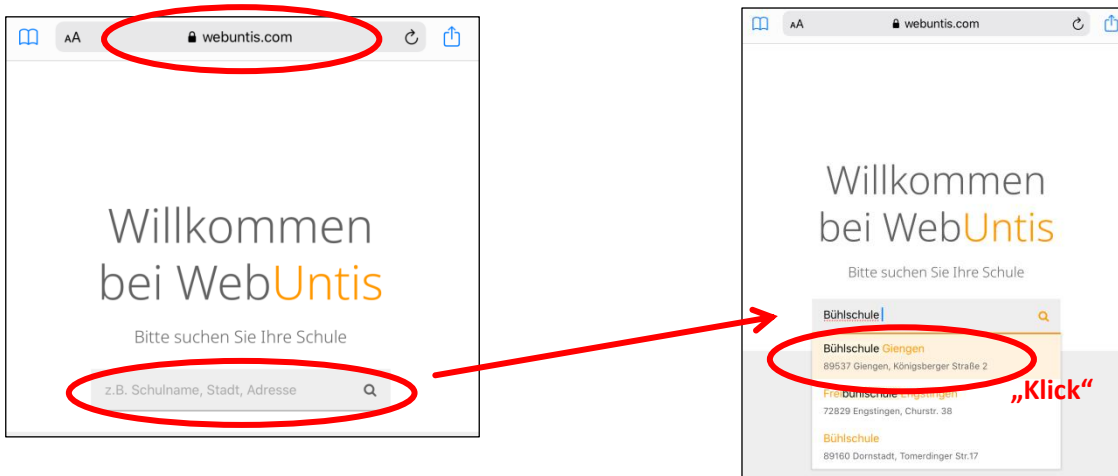 AA webuntis.com
Willkommen
bei WebUntis
Bitte suchen Sie Ihre Schule
z.B. Schulname, Stadt, Adresse
AA webuntis.com
Willkommen
bei WebUntis
Bitte suchen Sie Ihre Schule
Bühlschule
Bühlschule Giengen
89537 Giengen, Königsberger Straße 2
„Klick“
Freibühlschule Engstingen
72829 Engstingen, Churstr. 38
Bühlschule
89160 Dornstadt, Tomerdinger Str.17